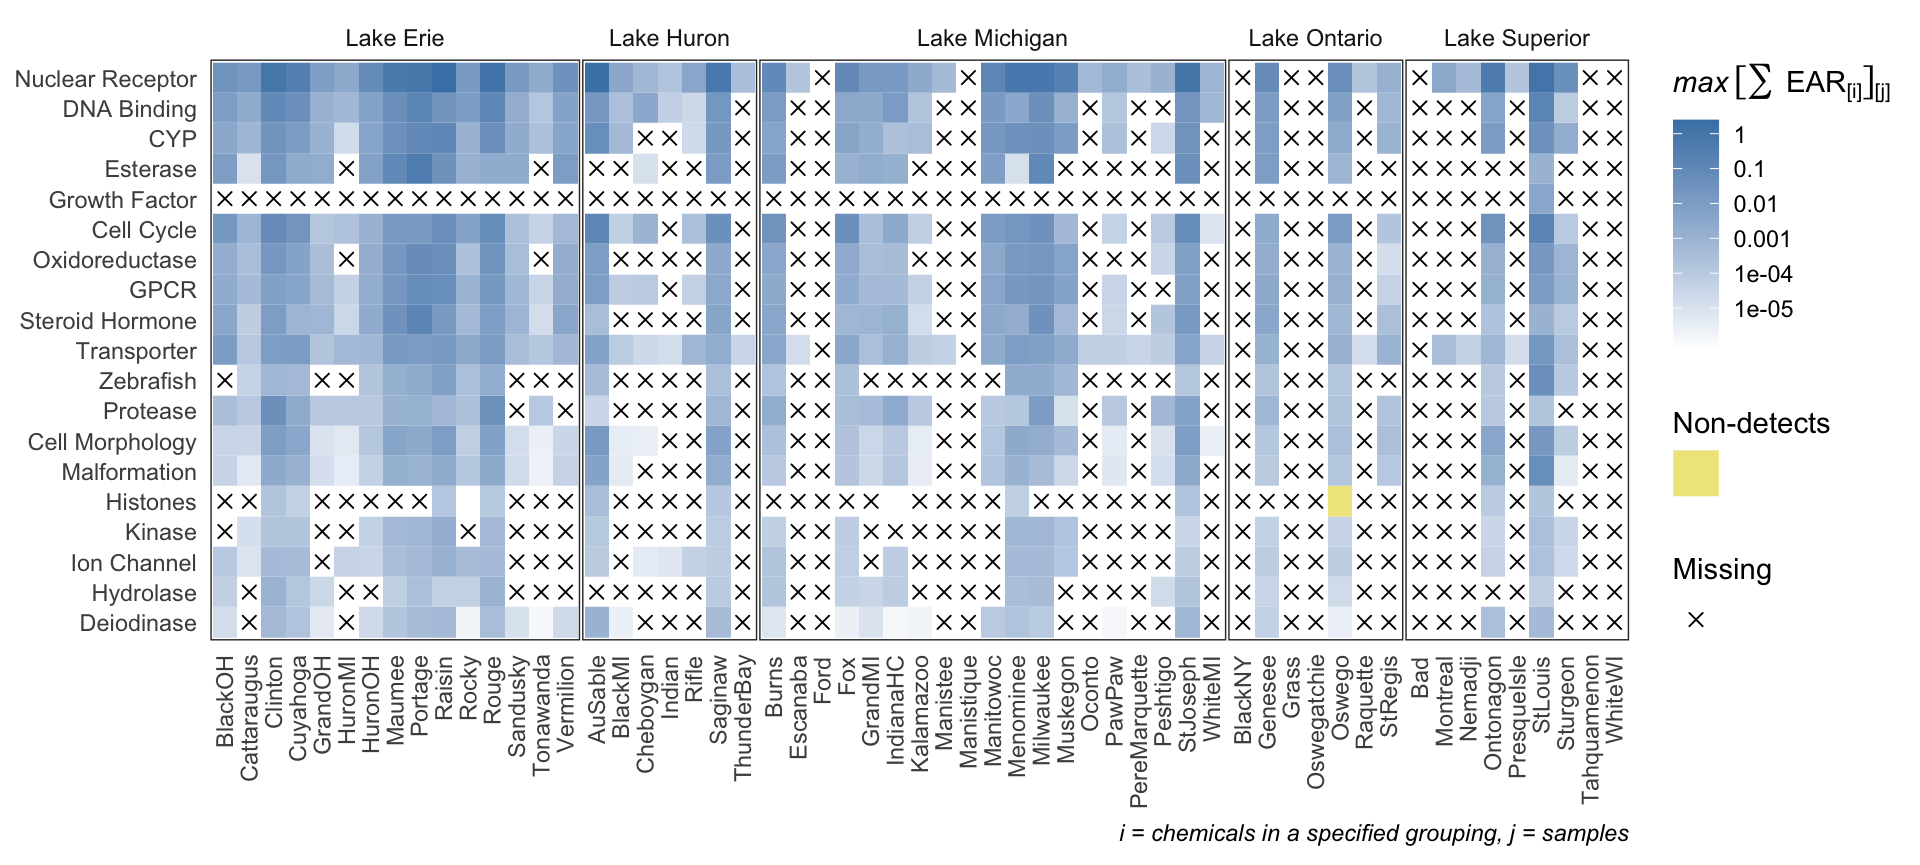 Lake Erie Lake Huron Lake Michigan Lake Ontario Lake Superior
Nuclear Receptor
DNA Binding
CYP
Esterase
Growth Factor
Cell Cycle
Oxidoreductase
GPCR
Steroid Hormone
Transporter
Zebrafish
Protease
Cell Morphology
Malformation
Histones
Kinase
Ion Channel
Hydrolase
Deiodinase
BlackOH
Cattaraugus
Clinton
Cuyahoga
GrandOH
HuronMI
HuronOH
Maumee
Portage
Raisin
Rocky
Rouge
Sandusky
Tonawanda
Vermilion
AuSable
BlackMI
Cheboygan
Indian
Rifle
Saginaw
ThunderBay
Burns
Escanaba
Ford
Fox
GrandMI
IndianaHC
Kalamazoo
Manistee
Manistique
Manitowoc
Menominee
Milwaukee
Muskegon
Oconto
PawPaw
PereMarquette
Peshtigo
StJoseph
WhiteMI
BlackNY
Genesee
Grass
Oswegatchie
Oswego
Raquette
StRegis
Bad
Montreal
Nemadji
Ontonagon
PresqueIsle
StLouis
Sturgeon
Tahquamenon
WhiteWI
max [∑ EAR[i]][j]
1
0.1
0.01
0.001
1e-04
1e-05
Non-detects
Missing
i = chemicals in a specified grouping, j = samples